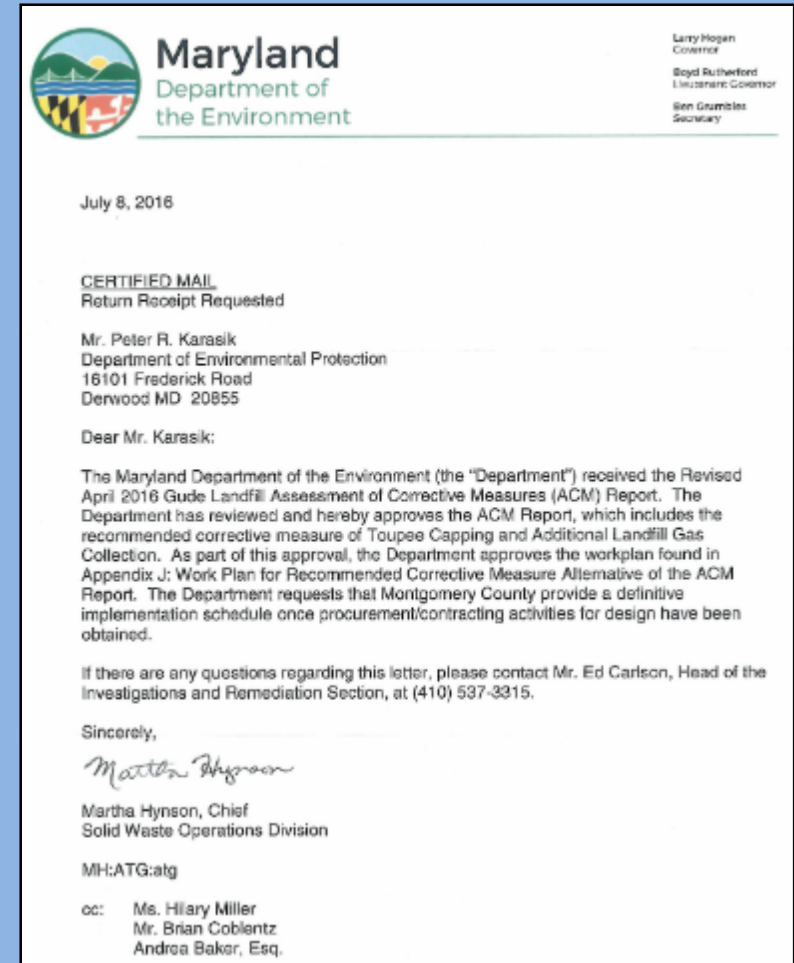 Maryland
Department of
the Environment
Larry Hogan
Governor
Boyd Rutherford
Lieutenant Governor
Ben Grumbles
Secretary
July 8, 2016
CERTIFIED MAIL
Return Receipt Requested
Mr. Peter R. Karasik
Department of Environmental Protection
16101 Frederick Road
Derwood MD 20855
Dear Mr. Karasik:
The Maryland Department of the Environment (the "Department") received the Revised
April 2016 Gude Landfill Assessment of Corrective Measures (ACM) Report. The
Department has reviewed and hereby approves the ACM Report, which includes the
recommended corrective measure of Toupee Capping and Additional Landfill Gas
Collection. As part of this approval, the Department approves the workplan found in
Appendix J: Work Plan for Recommended Corrective Measure Alternative of the ACM
Report. The Department requests that Montgomery County provide a definitive
implementation schedule once procurement/contracting activities for design have been
obtained.
If there are any questions regarding this letter, please contact Mr. Ed Carlson, Head of the
Investigations and Remediation Section, at (410) 537-3315.
Sincerely,
Martha Hynson
Martha Hynson, Chief
Solid Waste Operations Division
MH:ATG:atg
cc: Ms. Hilary Miller
Mr. Brian Coblentz
Andrea Baker, Esq.